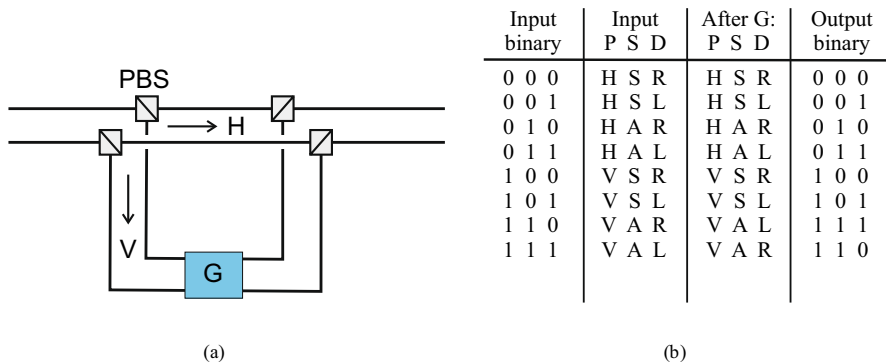 PBS
H
V
G
(a)
Input Input After G: Output
binary P S D P S D binary
0 0 0 H S R H S R 0 0 0
0 0 1 H S L H S L 0 0 1
0 1 0 H A R H A R 0 1 0
0 1 1 H A L H A L 0 1 1
1 0 0 V S R V S R 1 0 0
1 0 1 V S L V S L 1 0 1
1 1 0 V A R V A L 1 1 1
1 1 1 V A L V A R 1 1 0
(b)